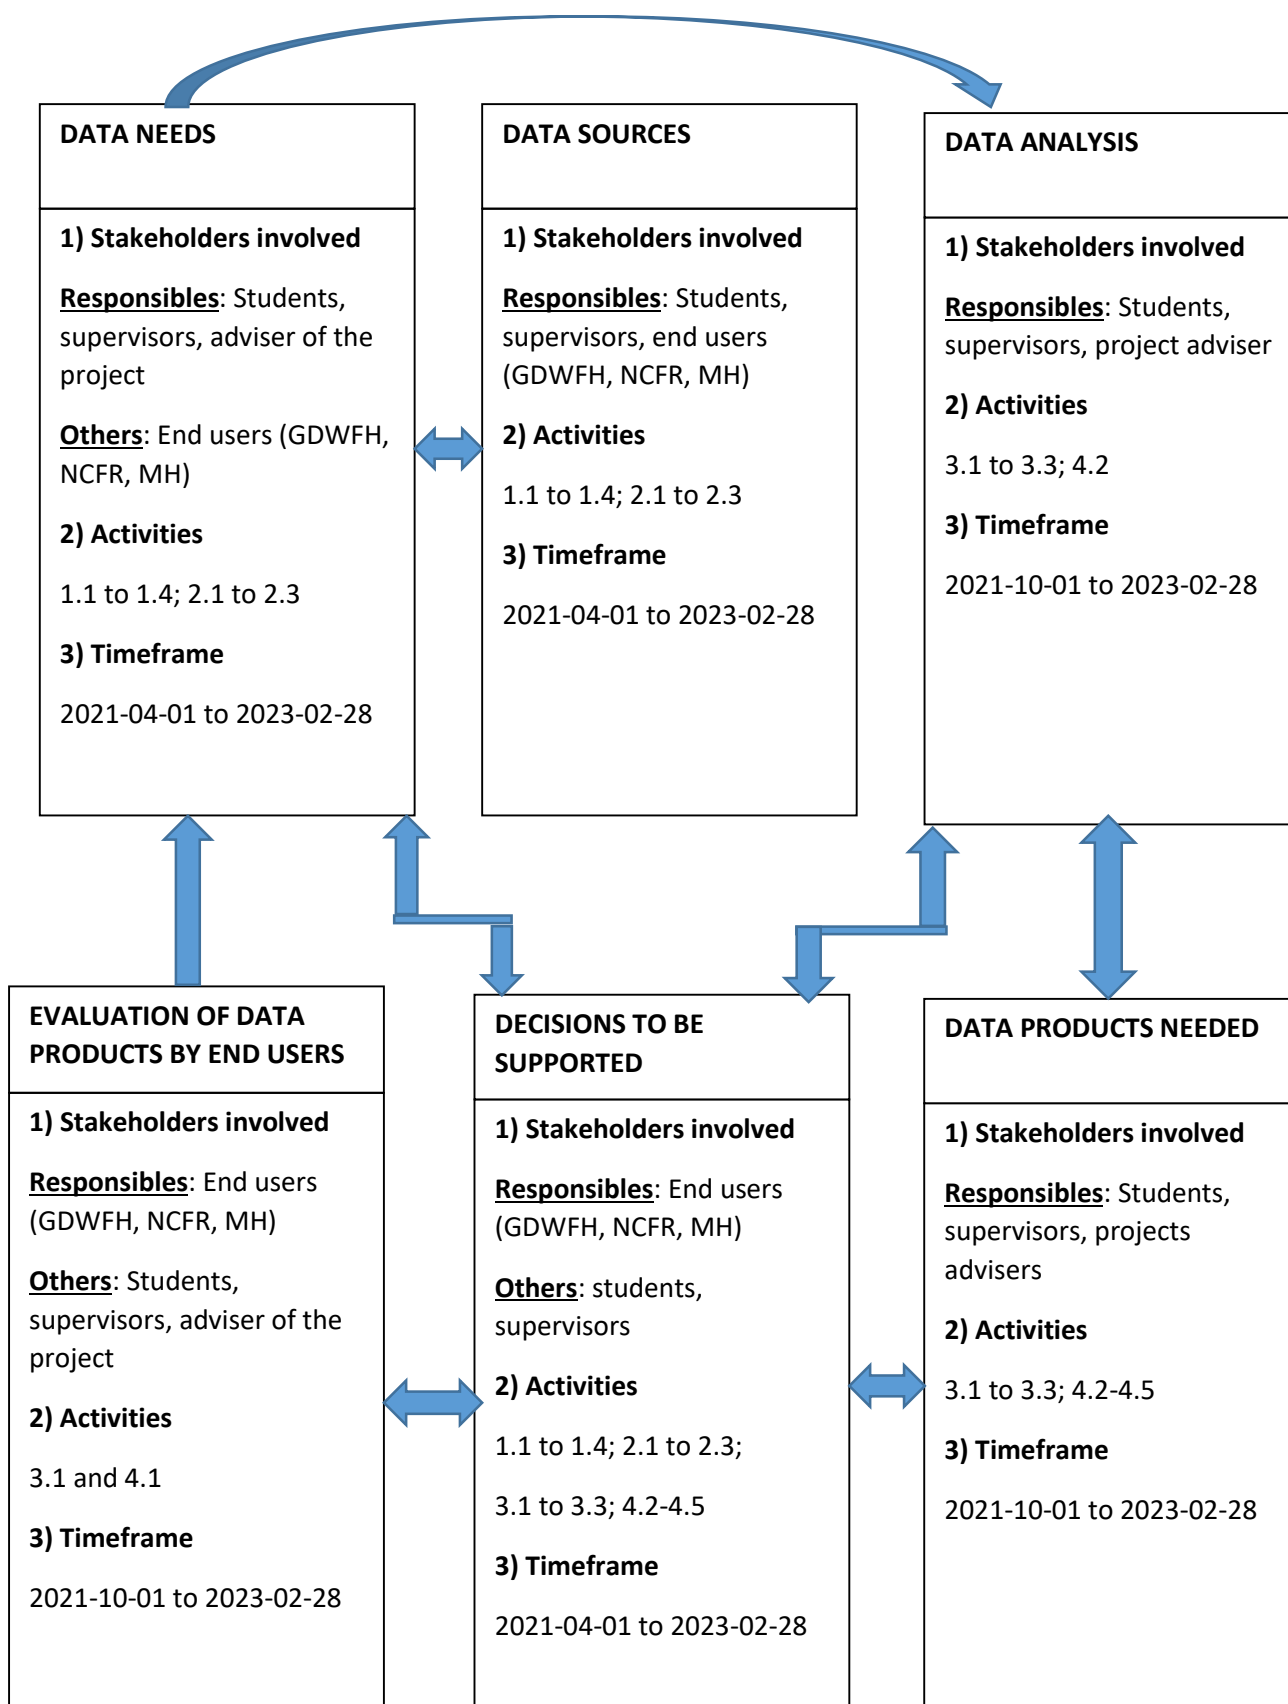 DATA NEEDS
1) Stakeholders involved
Responsibles: Students,
supervisors, adviser of the
project
Others: End users (GDWFH,
NCFR, MH)
2) Activities
1.1 to 1.4; 2.1 to 2.3
3) Timeframe
2021-04-01 to 2023-02-28
DATA SOURCES
1) Stakeholders involved
Responsibles: Students,
supervisors, end users
(GDWFH, NCFR, MH)
2) Activities
1.1 to 1.4; 2.1 to 2.3
3) Timeframe
2021-04-01 to 2023-02-28
DATA ANALYSIS
1) Stakeholders involved
Responsibles: Students,
supervisors, project adviser
2) Activities
3.1 to 3.3; 4.2
3) Timeframe
2021-10-01 to 2023-02-28
EVALUATION OF DATA
PRODUCTS BY END USERS
1) Stakeholders involved
Responsibles: End users
(GDWFH, NCFR, MH)
Others: Students,
supervisors, adviser of the
project
2) Activities
3.1 and 4.1
3) Timeframe
2021-10-01 to 2023-02-28
DECISIONS TO BE
SUPPORTED
1) Stakeholders involved
Responsibles: End users
(GDWFH, NCFR, MH)
Others: students,
supervisors
2) Activities
1.1 to 1.4; 2.1 to 2.3;
3.1 to 3.3; 4.2-4.5
3) Timeframe
2021-04-01 to 2023-02-28
DATA PRODUCTS NEEDED
1) Stakeholders involved
Responsibles: Students,
supervisors, projects
advisers
2) Activities
3.1 to 3.3; 4.2-4.5
3) Timeframe
2021-10-01 to 2023-02-28